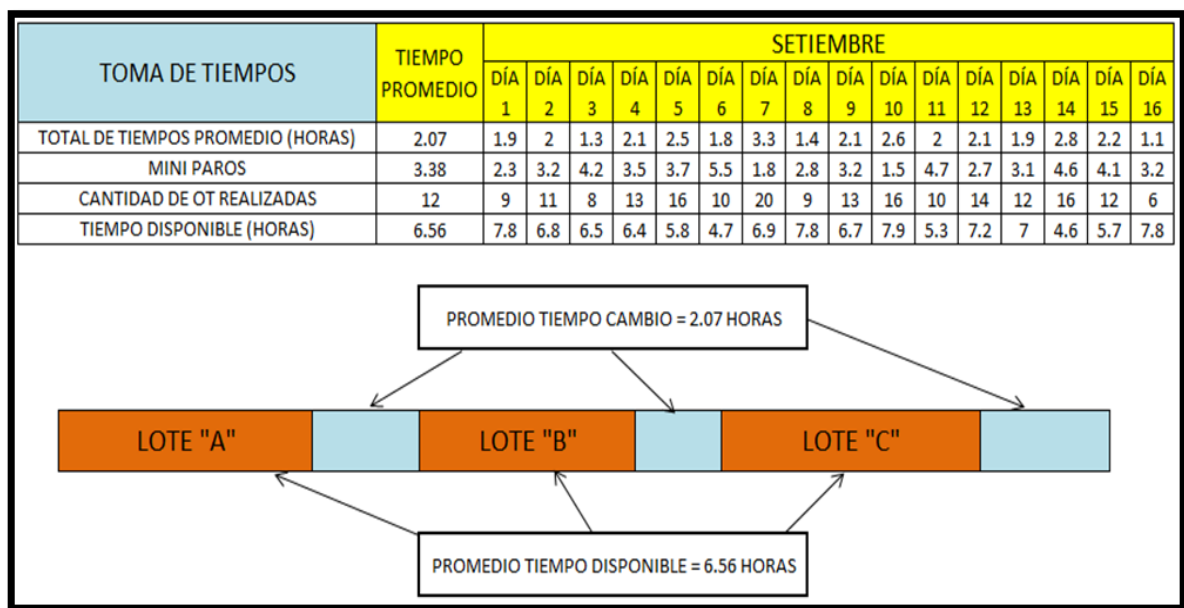 TOMA DE TIEMPOS
TIEMPO PROMEDIO
SETIEMBRE
DÍA 1 DÍA 2 DÍA 3 DÍA 4 DÍA 5 DÍA 6 DÍA 7 DÍA 8 DÍA 9 DÍA 10 DÍA 11 DÍA 12 DÍA 13 DÍA 14 DÍA 15 DÍA 16
TOTAL DE TIEMPOS PROMEDIO (HORAS) 2.07 1.9 2 1.3 2.1 2.5 1.8 3.3 1.4 2.1 2.6 2 2.1 1.9 2.8 2.2 1.1
MINI PAROS 3.38 2.3 3.2 4.2 3.5 3.7 5.5 1.8 2.8 3.2 1.5 4.7 2.7 3.1 4.6 4.1 3.2
CANTIDAD DE OT REALIZADAS 12 9 11 8 13 16 10 20 9 13 16 10 14 12 16 12 6
TIEMPO DISPONIBLE (HORAS) 6.56 7.8 6.8 6.5 6.4 5.8 4.7 6.9 7.8 6.7 7.9 5.3 7.2 7 4.6 5.7 7.8
PROMEDIO TIEMPO CAMBIO = 2.07 HORAS
LOTE "A" LOTE "B" LOTE "C"
PROMEDIO TIEMPO DISPONIBLE = 6.56 HORAS